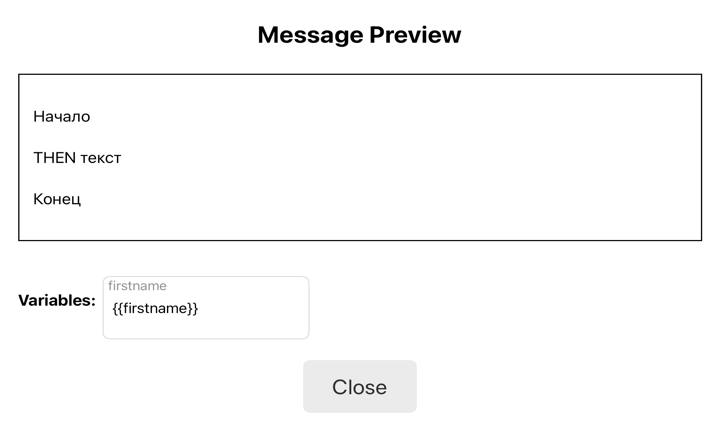 Message Preview
Начало
THEN текст
Конец
Variables:
firstname
{{firstname}}
Close